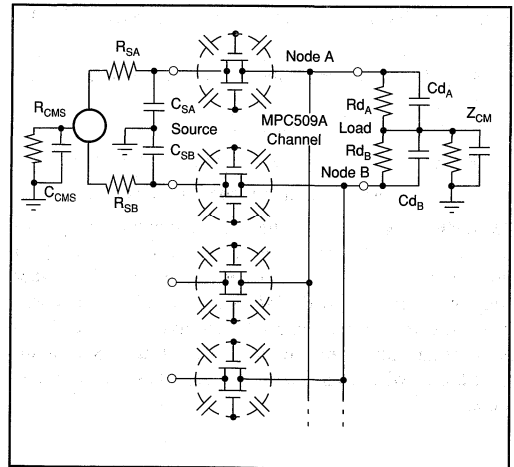 R_SA
Node A
R_CMS
C_SA
Rd_A
Cd_A
MPC509A
Channel
Source
Load
Z_CM
C_SB
Rd_B
Node B
C_CMS
R_SB
Cd_B